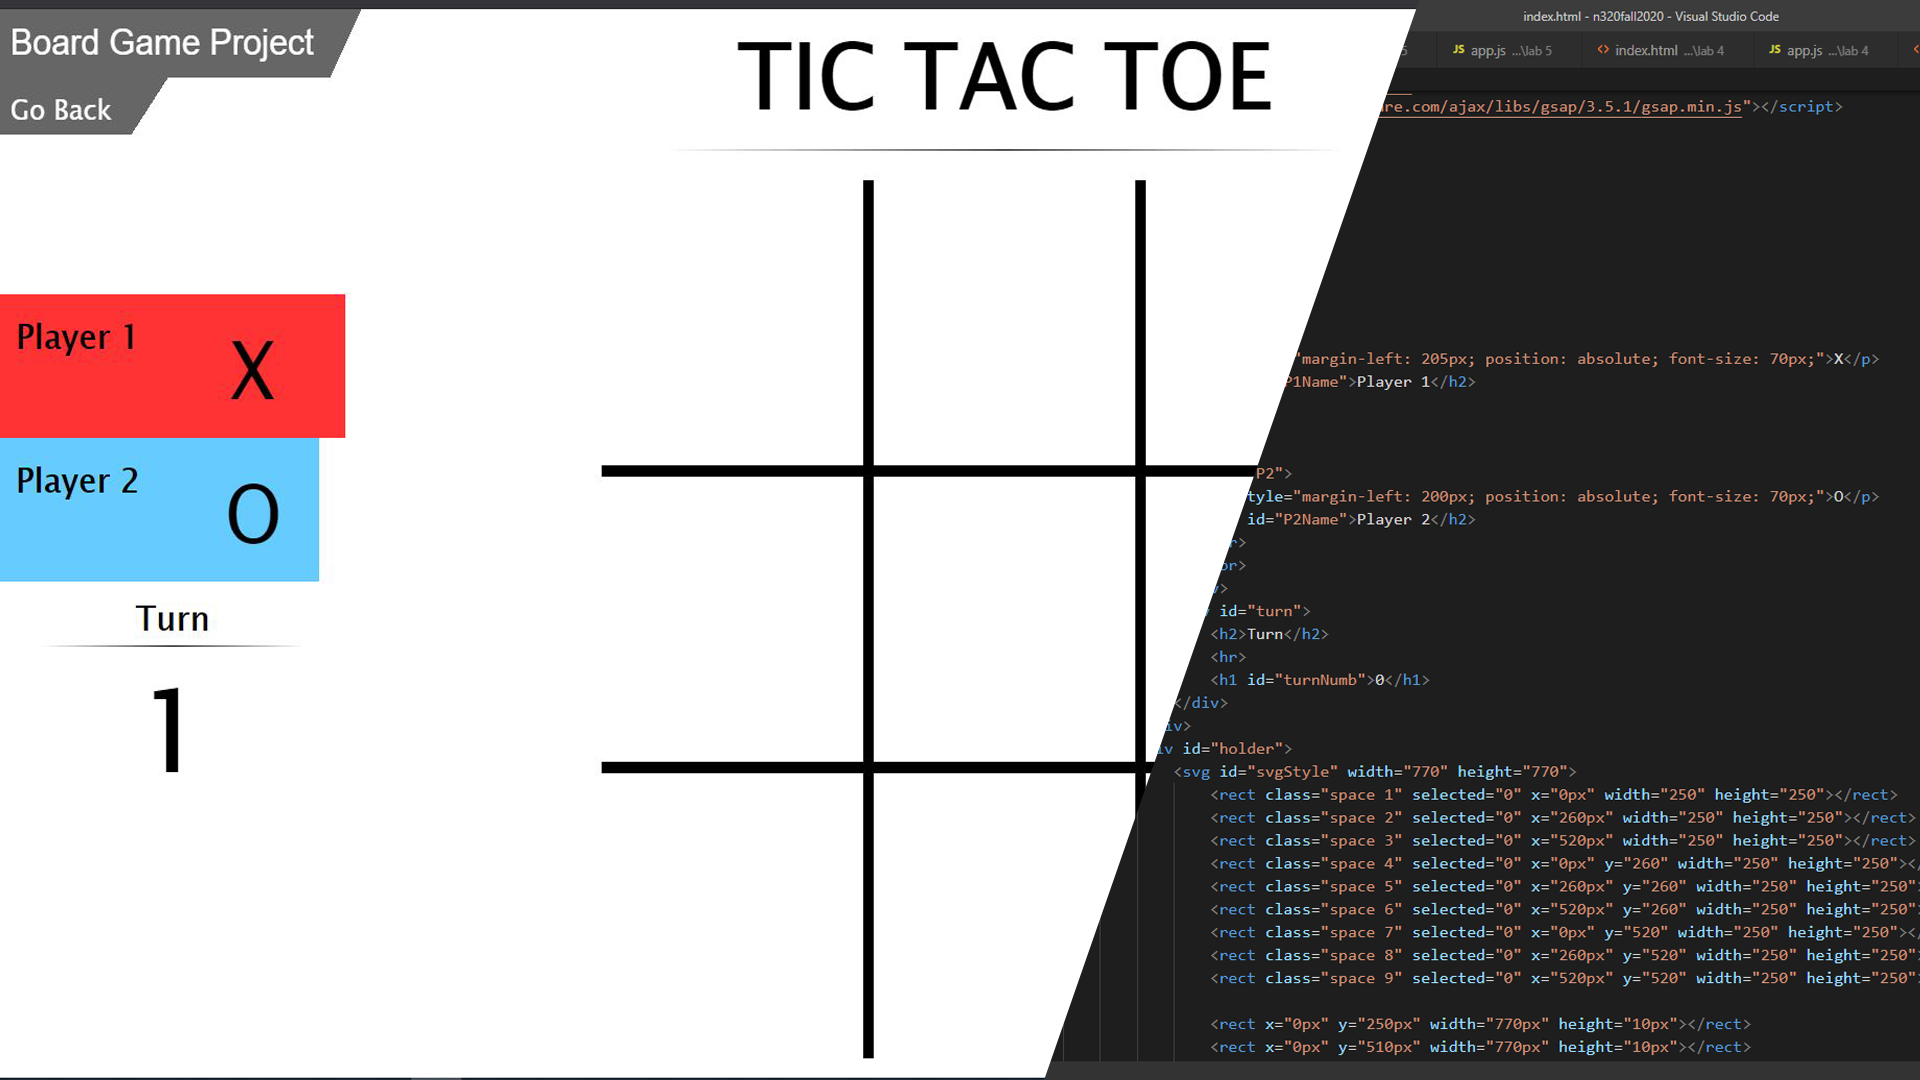 Board Game Project
Go Back
TIC TAC TOE
Player 1
X
Player 2
O
Turn
1
index.html - n320fall2020 - Visual Studio Code
5
JS app.js ...\lab 5
<> index.html ...\lab 4
JS app.js ...\lab 4
re.com/ajax/libs/gsap/3.5.1/gsap.min.js"></script>
"margin-left: 205px; position: absolute; font-size: 70px;">X</p>
P1Name">Player 1</h2>
P2">
tyle="margin-left: 200px; position: absolute; font-size: 70px;">O</p>
id="P2Name">Player 2</h2>
r>
br>
v>
id="turn">
<h2>Turn</h2>
<hr>
<h1 id="turnNumb">0</h1>
</div>
iv>
iv id="holder">
<svg id="svgStyle" width="770" height="770">
<rect class="space 1" selected="0" x="0px" width="250" height="250"></rect>
<rect class="space 2" selected="0" x="260px" width="250" height="250"></rect>
<rect class="space 3" selected="0" x="520px" width="250" height="250"></rect>
<rect class="space 4" selected="0" x="0px" y="260" width="250" height="250"></
<rect class="space 5" selected="0" x="260px" y="260" width="250" height="250">
<rect class="space 6" selected="0" x="520px" y="260" width="250" height="250">
<rect class="space 7" selected="0" x="0px" y="520" width="250" height="250"></
<rect class="space 8" selected="0" x="260px" y="520" width="250" height="250">
<rect class="space 9" selected="0" x="520px" y="520" width="250" height="250">
<rect x="0px" y="250px" width="770px" height="10px"></rect>
<rect x="0px" y="510px" width="770px" height="10px"></rect>